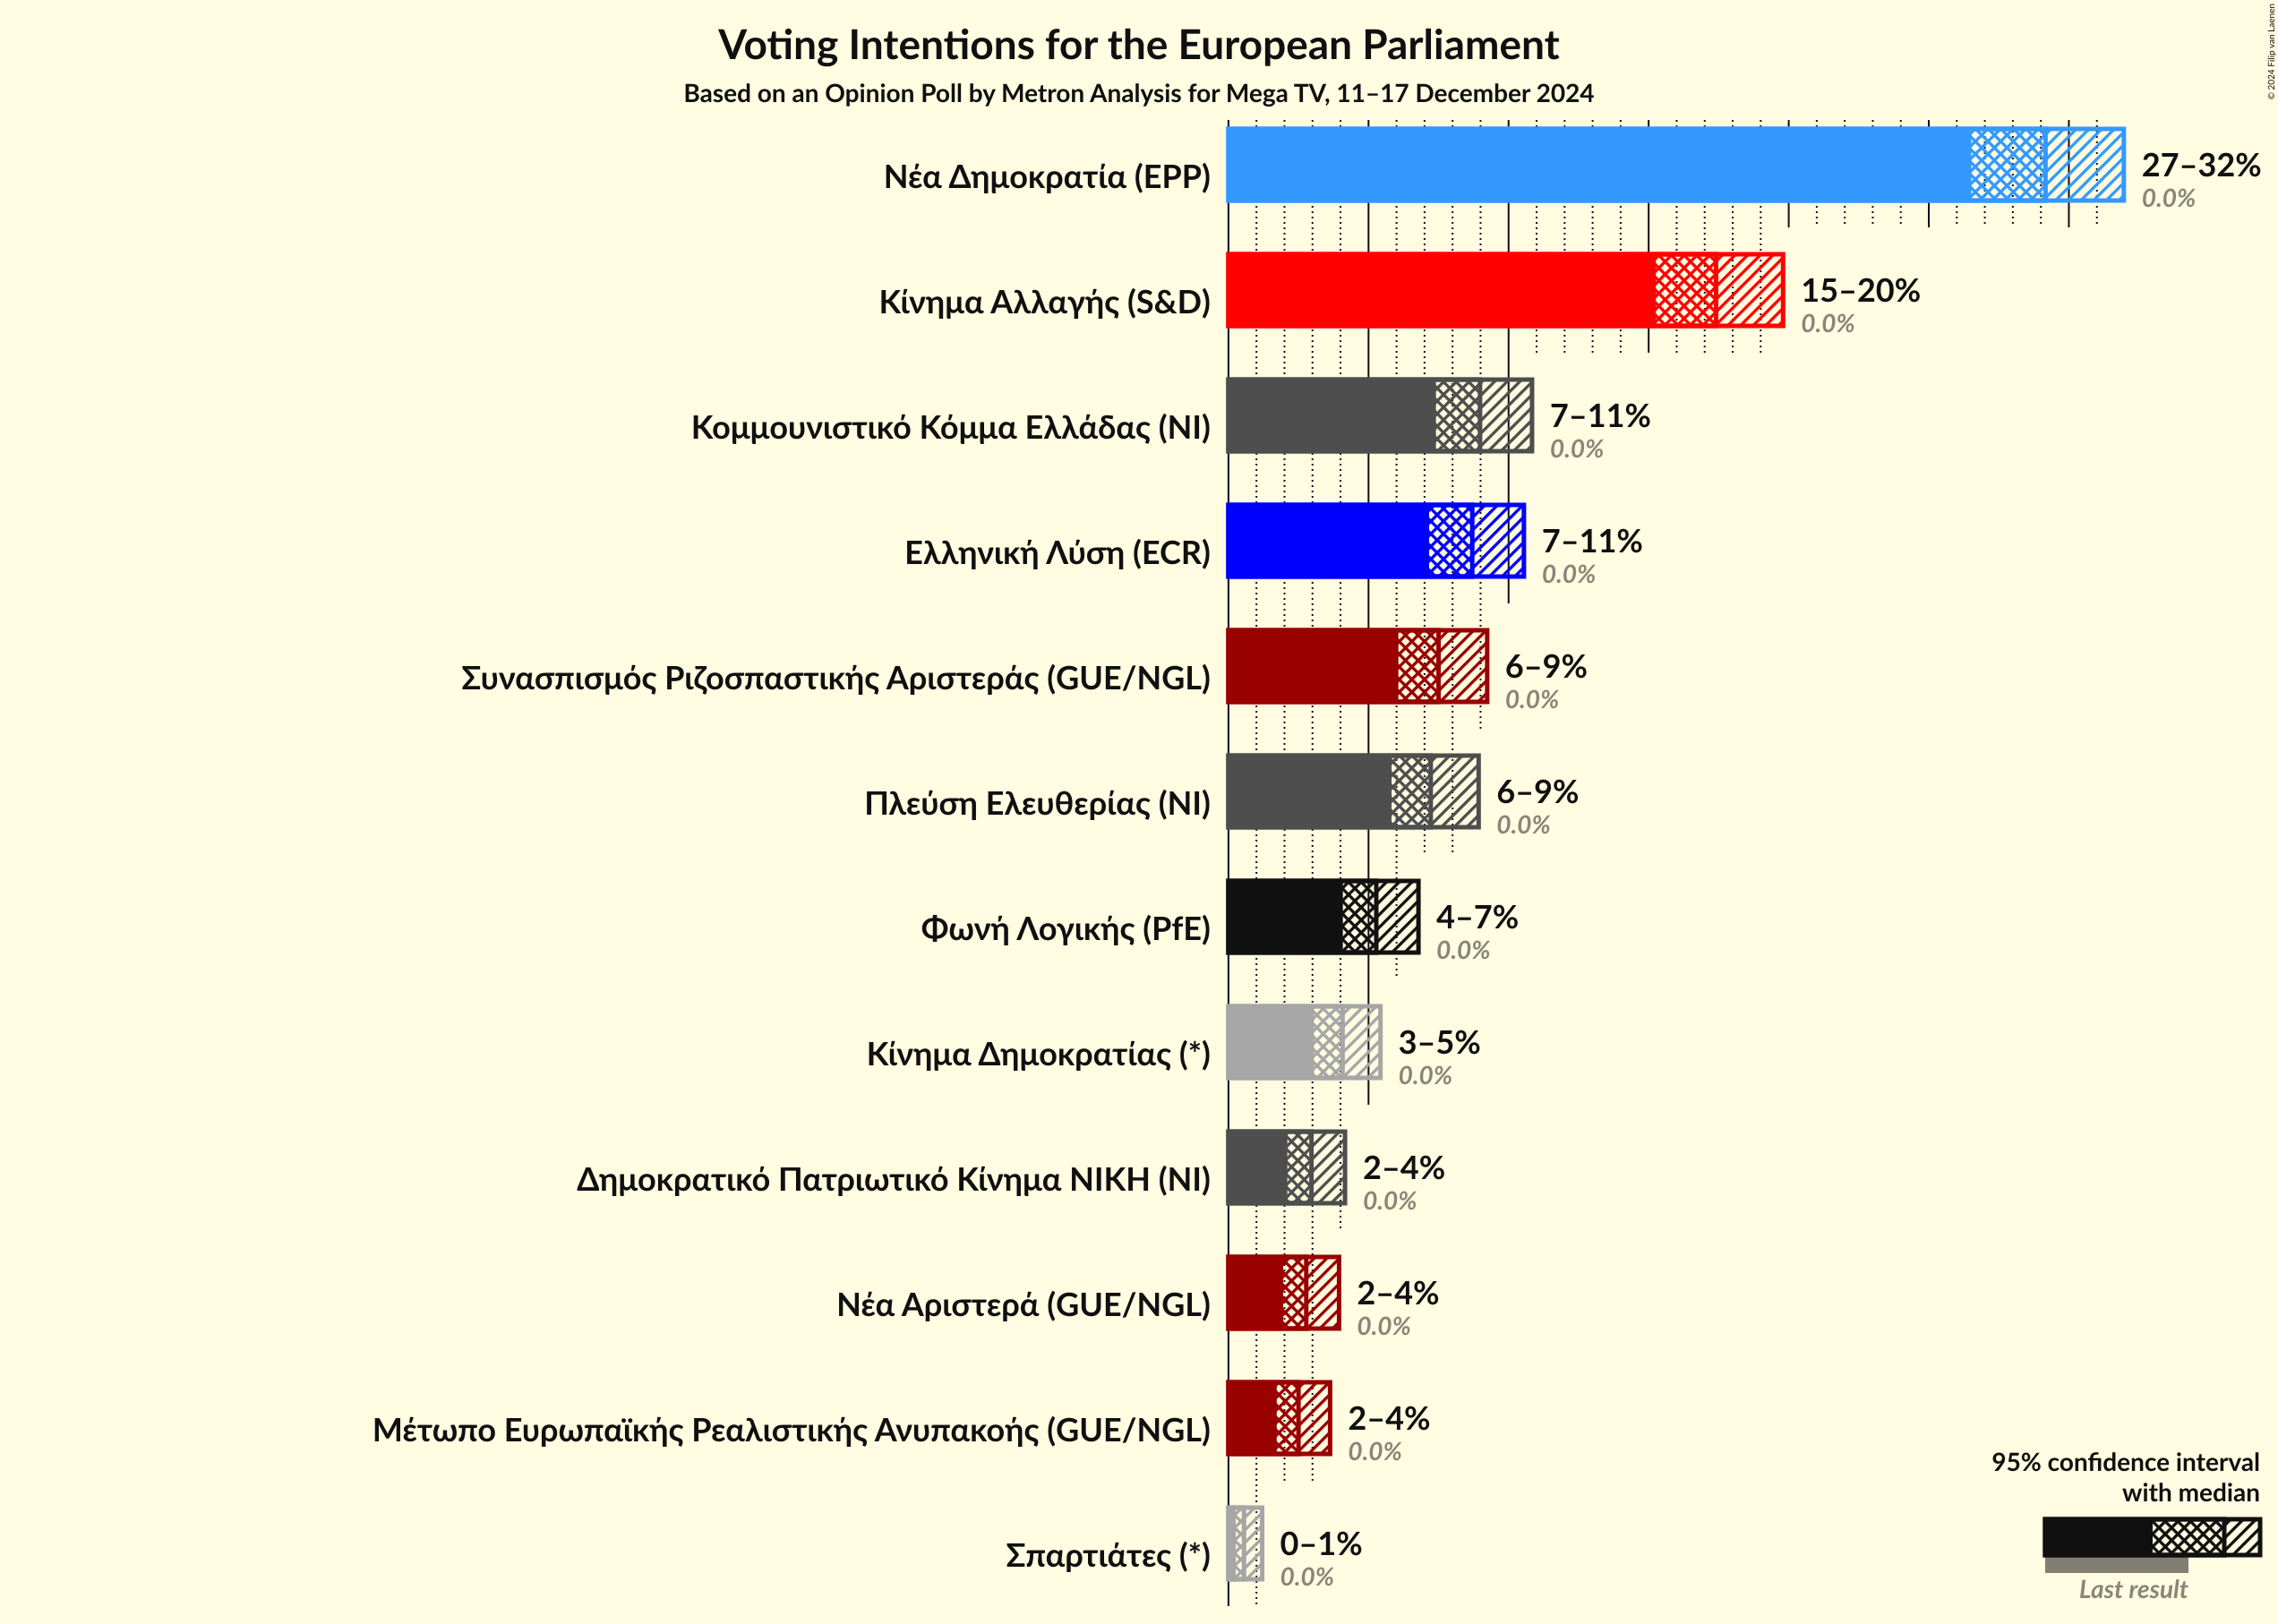 Voting Intentions for the European Parliament
Based on an Opinion Poll by Metron Analysis for Mega TV, 11–17 December 2024
© 2024 Filip van Laenen
Νέα Δημοκρατία (EPP)
27–32%
0.0%
Κίνημα Αλλαγής (S&D)
15–20%
0.0%
Κομμουνιστικό Κόμμα Ελλάδας (NI)
7–11%
0.0%
Ελληνική Λύση (ECR)
7–11%
0.0%
Συνασπισμός Ριζοσπαστικής Αριστεράς (GUE/NGL)
6–9%
0.0%
Πλεύση Ελευθερίας (NI)
6–9%
0.0%
Φωνή Λογικής (PfE)
4–7%
0.0%
Κίνημα Δημοκρατίας (*)
3–5%
0.0%
Δημοκρατικό Πατριωτικό Κίνημα ΝΙΚΗ (NI)
2–4%
0.0%
Νέα Αριστερά (GUE/NGL)
2–4%
0.0%
Μέτωπο Ευρωπαϊκής Ρεαλιστικής Ανυπακοής (GUE/NGL)
2–4%
0.0%
Σπαρτιάτες (*)
0–1%
0.0%
95% confidence interval
with median
Last result